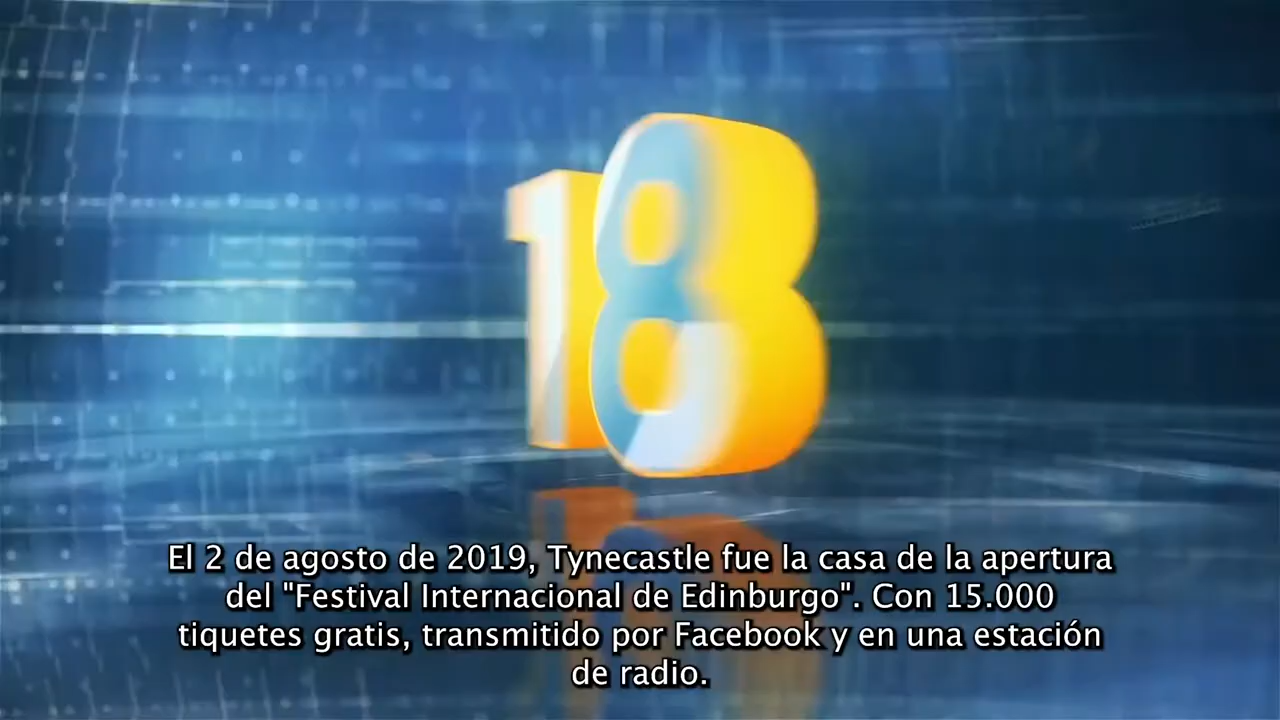 18
El 2 de agosto de 2019, Tynecastle fue la casa de la apertura
del "Festival Internacional de Edinburgo". Con 15.000
tiquetes gratis, transmitido por Facebook y en una estación
de radio.